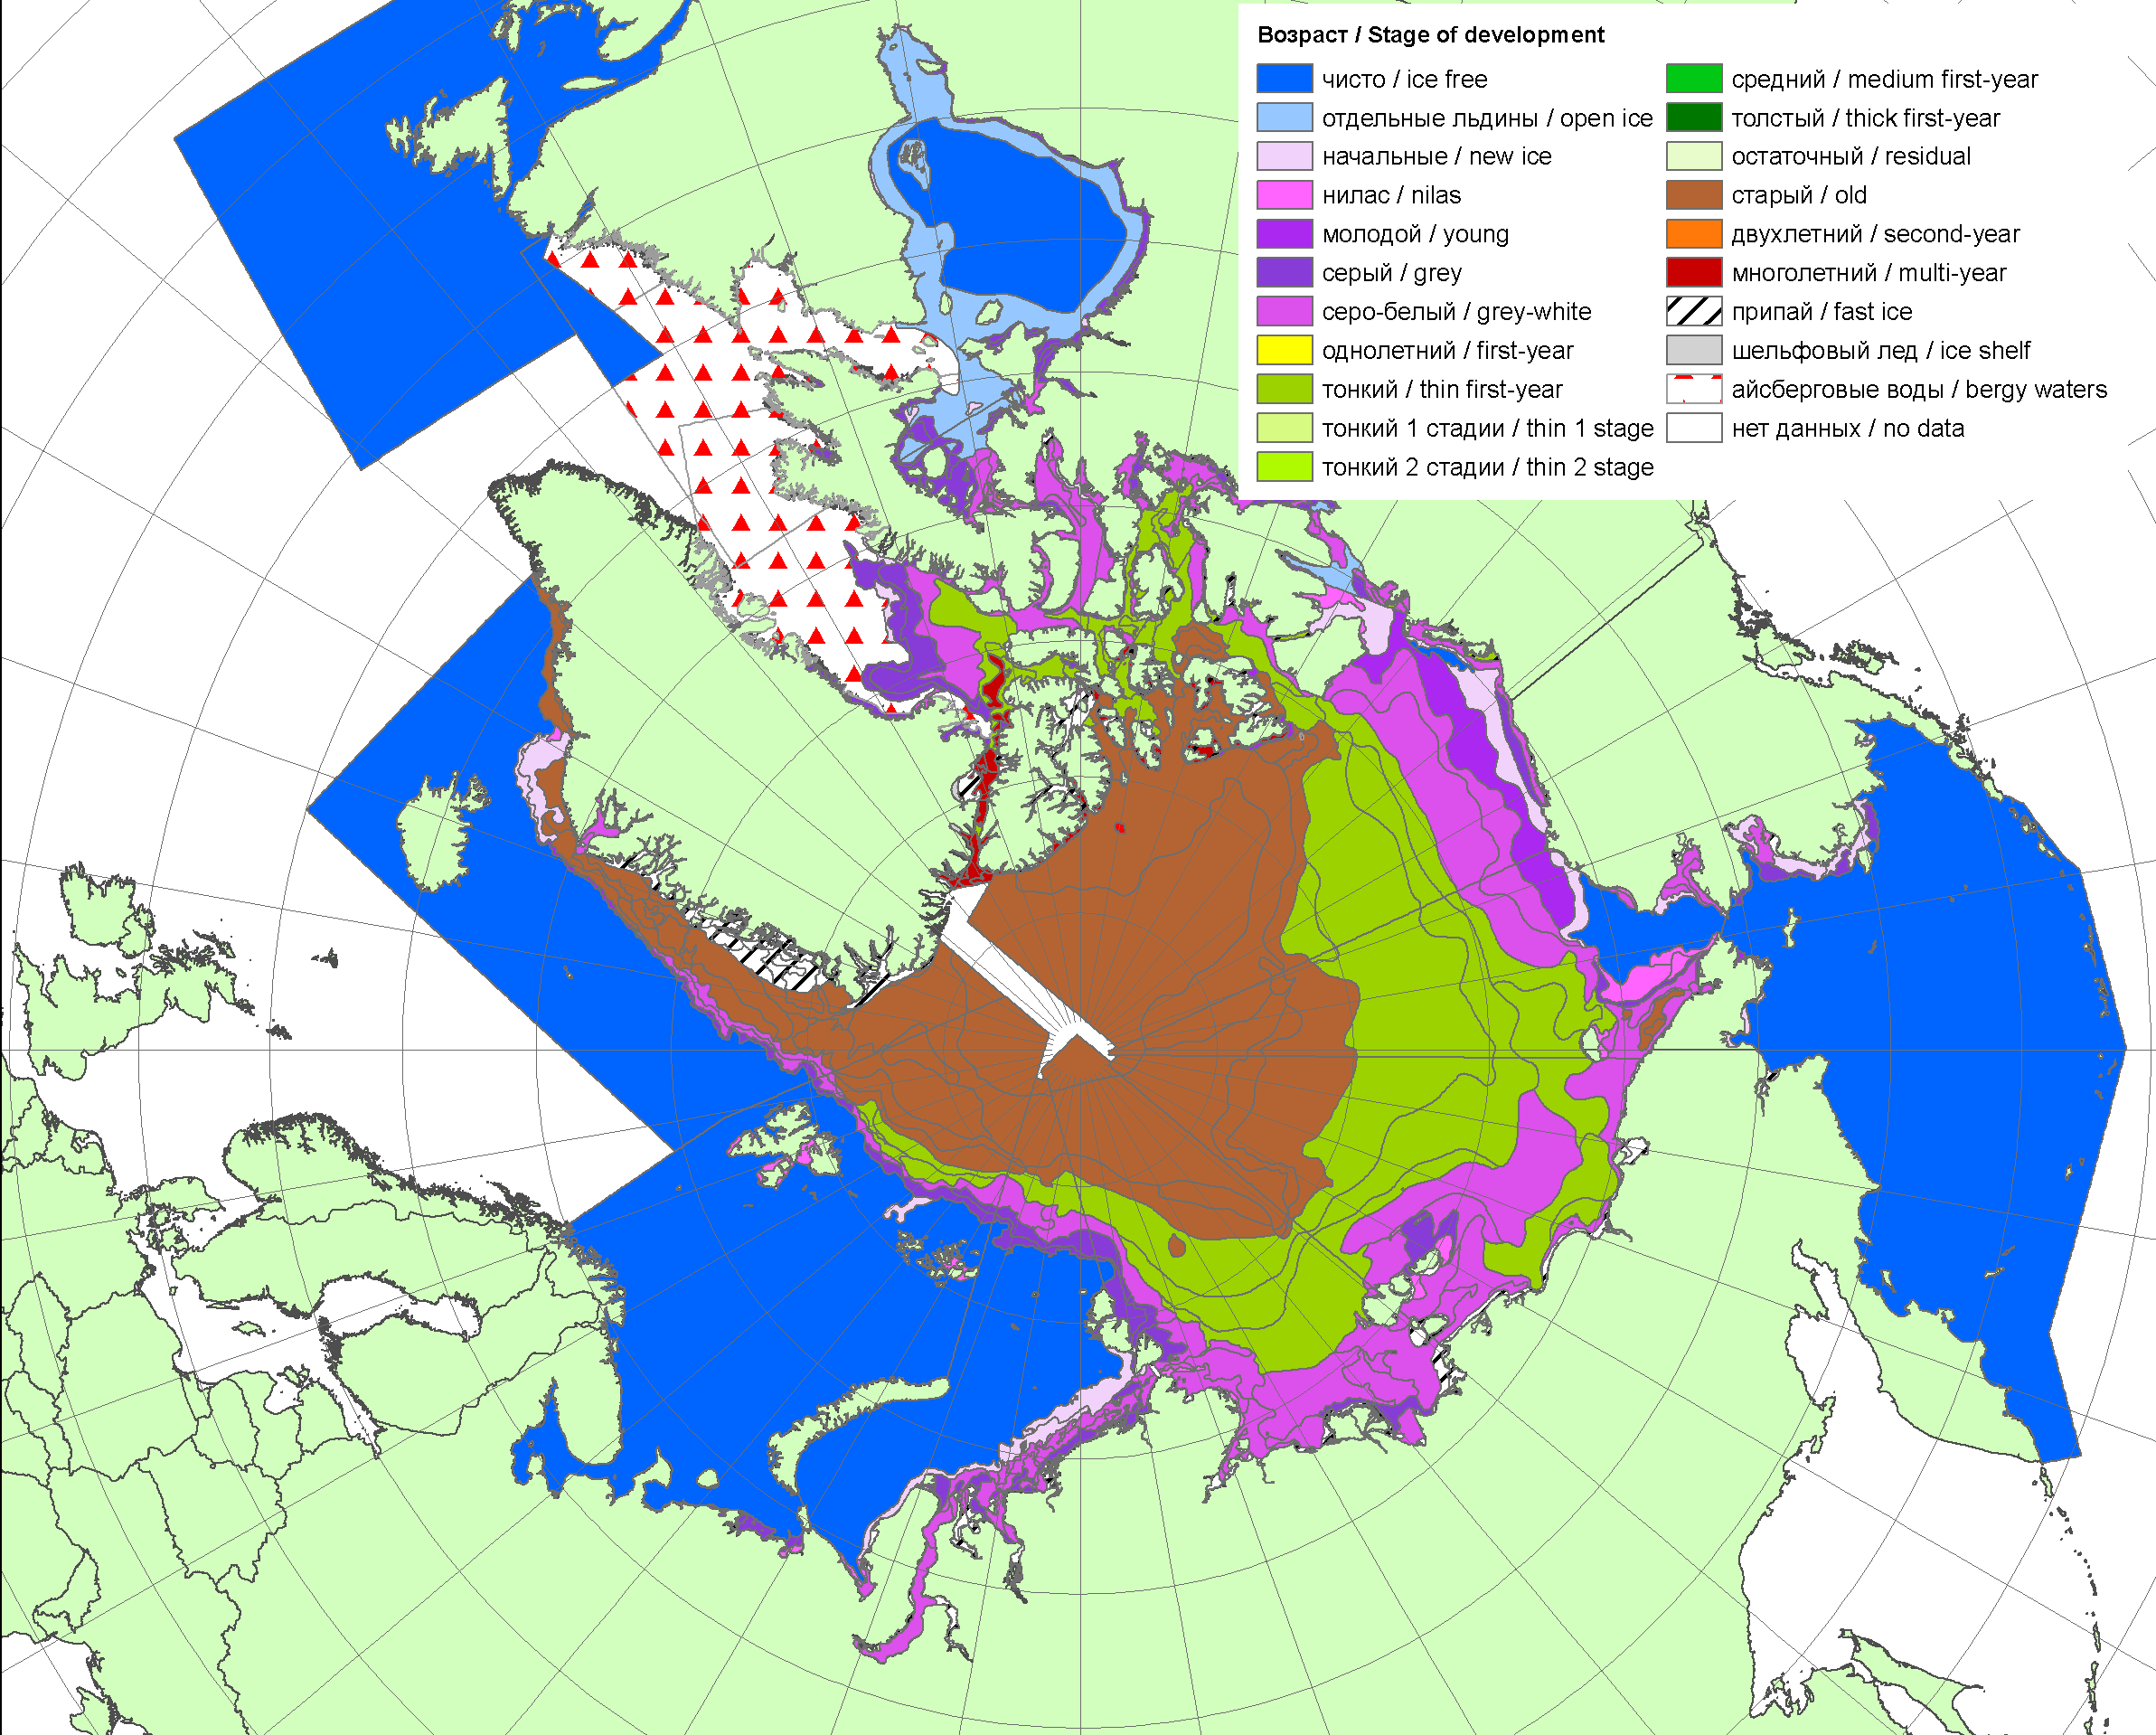 Возраст / Stage of development
чисто / ice free
отдельные льдины / open ice
начальные / new ice
нилас / nilas
молодой / young
серый / grey
серо-белый / grey-white
однолетний / first-year
тонкий / thin first-year
тонкий 1 стадии / thin 1 stage
тонкий 2 стадии / thin 2 stage
средний / medium first-year
толстый / thick first-year
остаточный / residual
старый / old
двухлетний / second-year
многолетний / multi-year
припай / fast ice
шельфовый лед / ice shelf
айсберговые воды / bergy waters
нет данных / no data